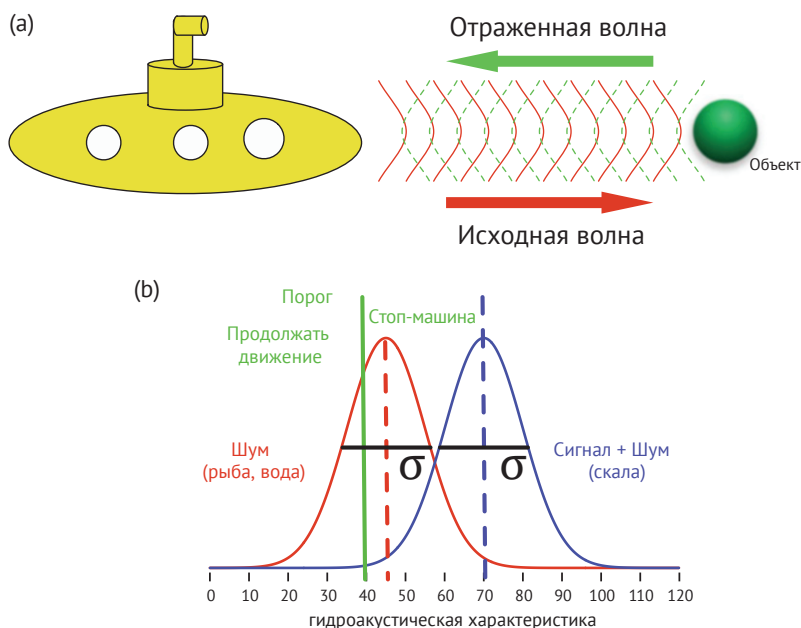 (a)
Отраженная волна
Объект
Исходная волна
(b)
Порог
Стоп-машина
Продолжать
движение
Шум
(рыба, вода)
σ
σ
Сигнал + Шум
(скала)
0 10 20 30 40 50 60 70 80 90 100 110 120
гидроакустическая характеристика